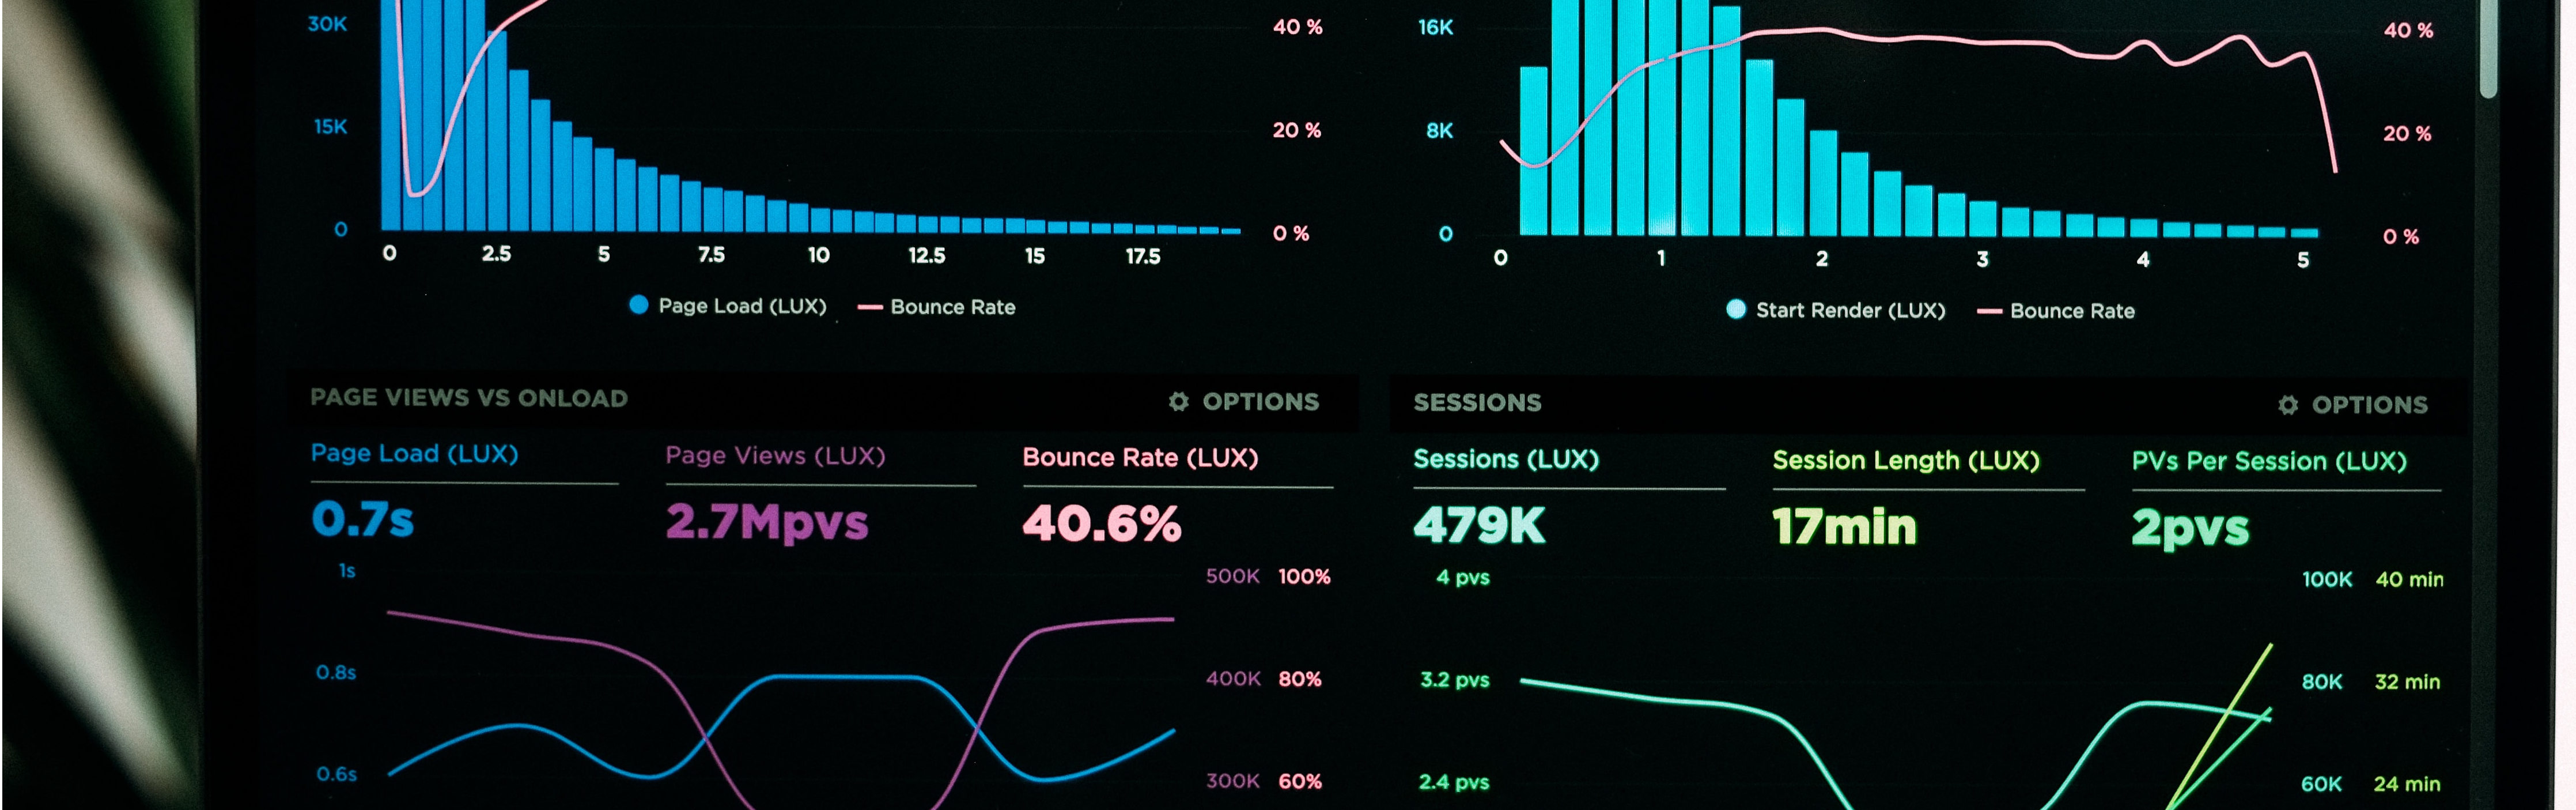 30K
15K
0
40 %
20 %
0 %
0 2.5 5 7.5 10 12.5 15 17.5
Page Load (LUX) Bounce Rate
16K
8K
0
40 %
20 %
0 %
0 1 2 3 4 5
Start Render (LUX) Bounce Rate
PAGE VIEWS VS ONLOAD OPTIONS
Page Load (LUX) Page Views (LUX) Bounce Rate (LUX)
0.7s 2.7Mpvs 40.6%
1s 500K 100%
0.8s 400K 80%
0.6s 300K 60%
SESSIONS OPTIONS
Sessions (LUX) Session Length (LUX) PVs Per Session (LUX)
479K 17min 2pvs
4 pvs 100K 40 min
3.2 pvs 80K 32 min
2.4 pvs 60K 24 min